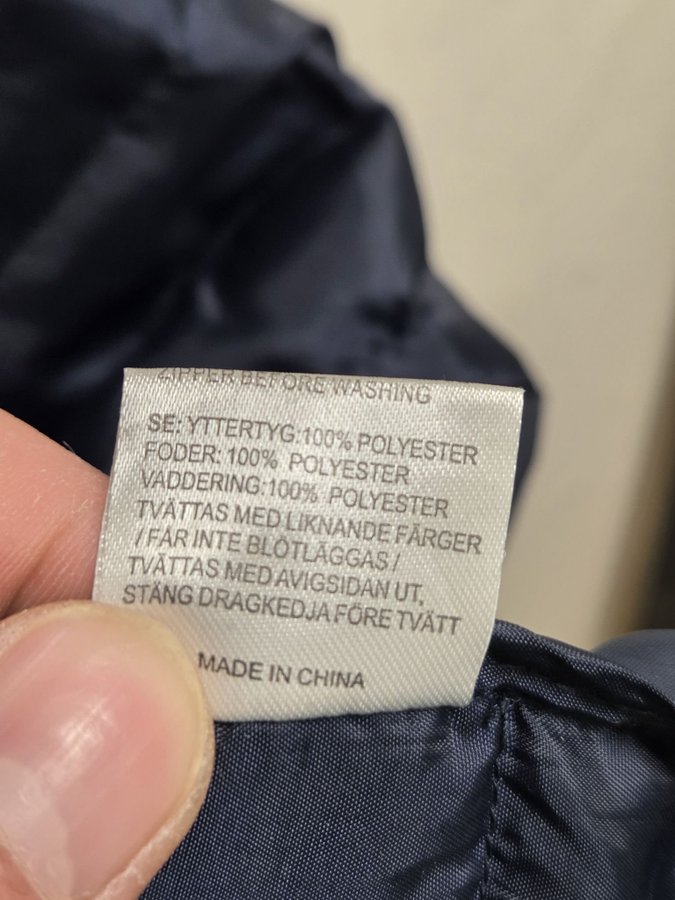 ZIPPER BEFORE WASHING
SE: YTTERTYG:100% POLYESTER
FODER: 100% POLYESTER
VADDERING:100% POLYESTER
TVÄTTAS MED LIKNANDE FÄRGER
/ FÅR INTE BLÖTLÄGGAS /
TVÄTTAS MED AVIGSIDAN UT,
STÄNG DRAGKEDJA FÖRE TVÄTT
MADE IN CHINA